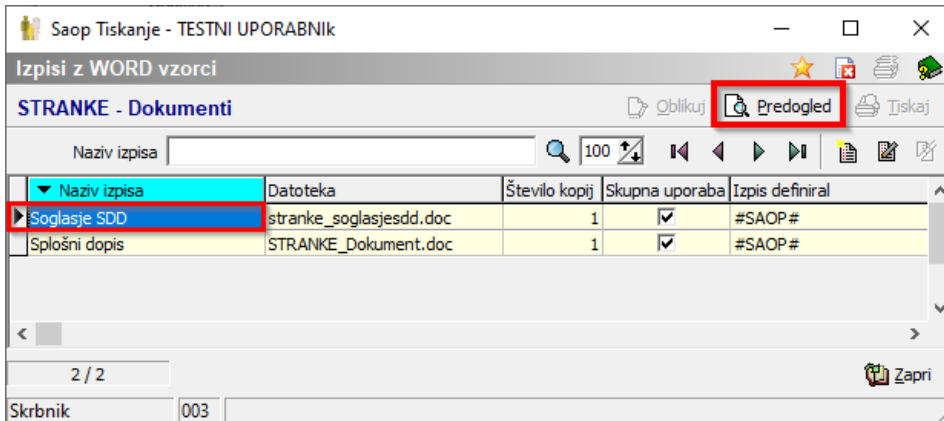 Saop Tiskanje - TESTNI UPORABNIk
Izpisi z WORD vzorci
STRANKE - Dokumenti Oblikuj Predogled Tiskaj
Naziv izpisa 100
Naziv izpisa Datoteka Število kopij Skupna uporaba Izpis definiral
Soglasje SDD stranke_soglasjesdd.doc 1 #SAOP#
Splošni dopis STRANKE_Dokument.doc 1 #SAOP#
2 / 2 Zapri
Skrbnik 003